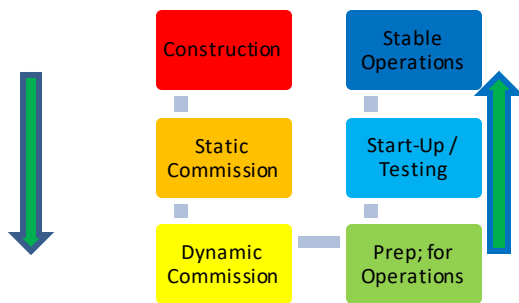 Construction
Stable
Operations
Static
Commission
Start-Up /
Testing
Dynamic
Commission
Prep; for
Operations